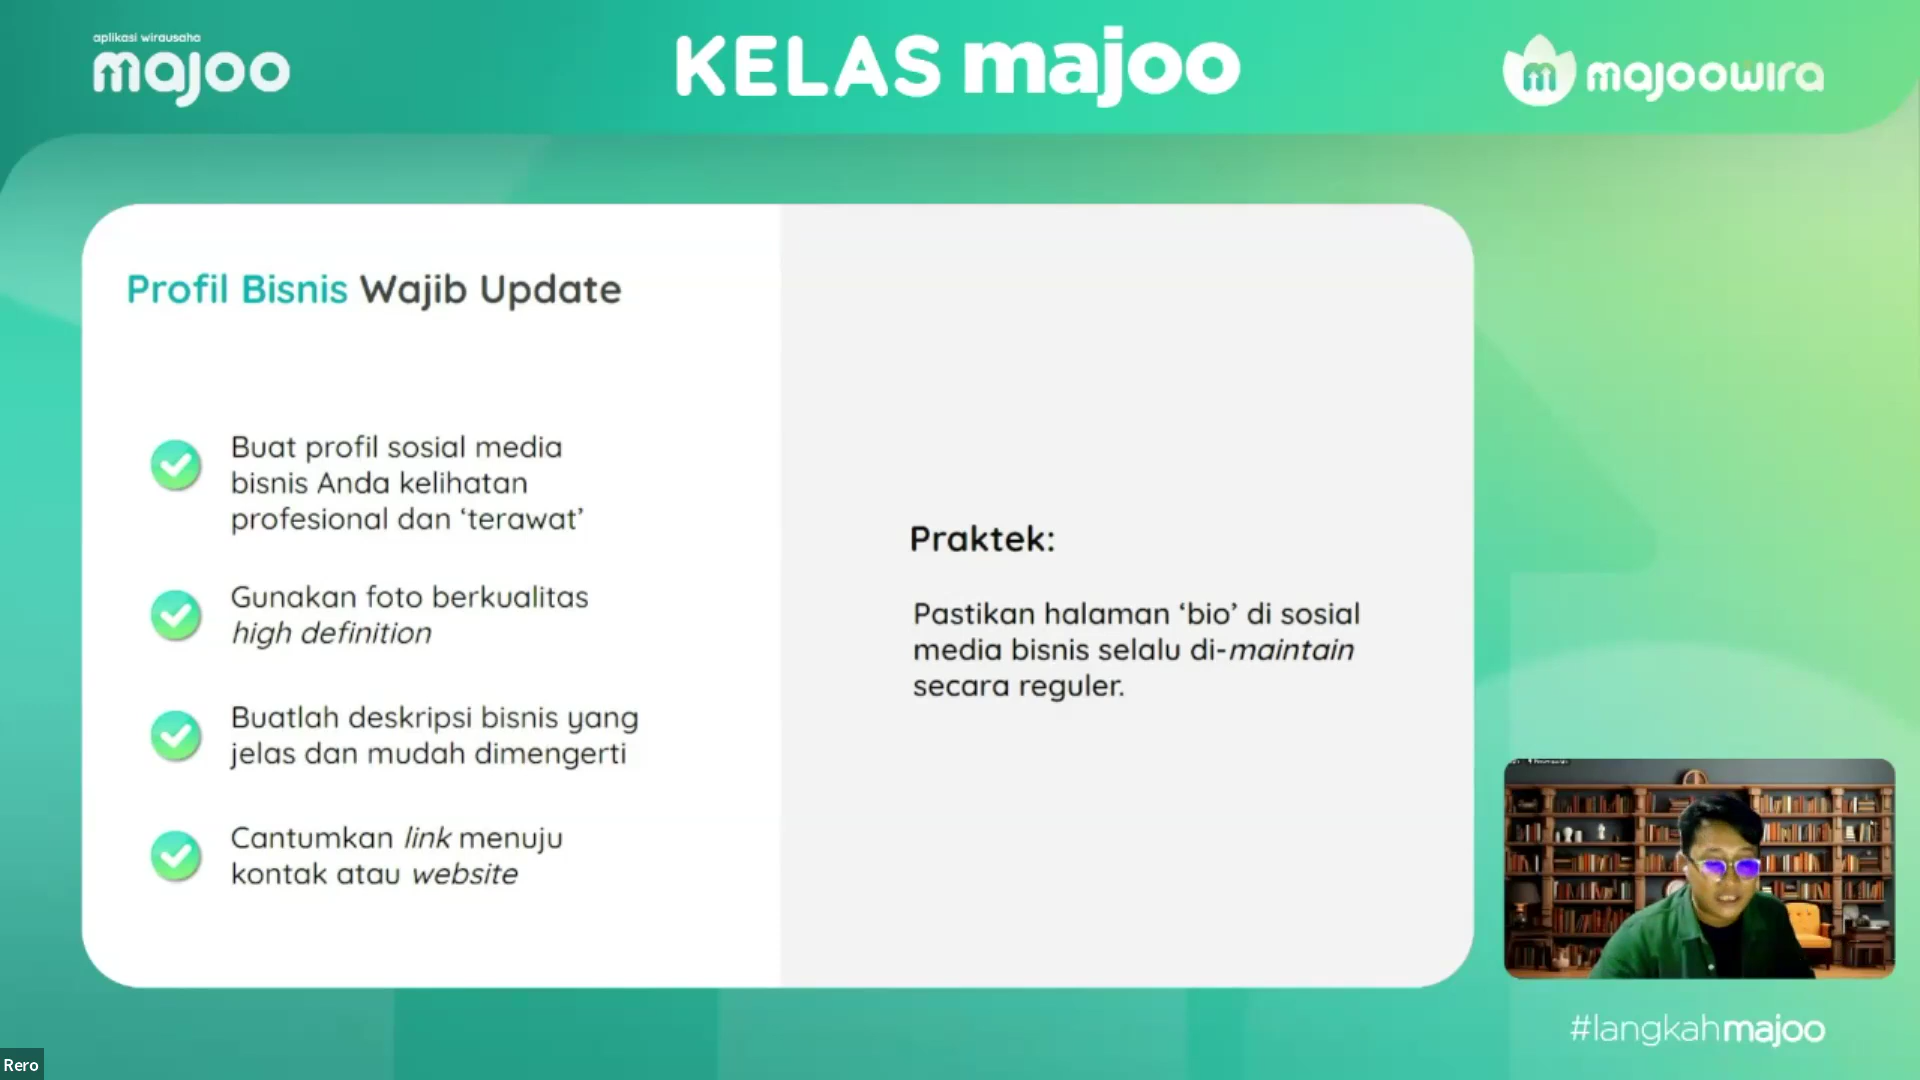 aplikasi wirausaha
majoo
KELAS majoo
majoowira
Profil Bisnis Wajib Update
Buat profil sosial media
bisnis Anda kelihatan
profesional dan ‘terawat’
Gunakan foto berkualitas
high definition
Buatlah deskripsi bisnis yang
jelas dan mudah dimengerti
Cantumkan link menuju
kontak atau website
Praktek:
Pastikan halaman ‘bio’ di sosial
media bisnis selalu di-maintain
secara reguler.
#langkahmajoo
Rero